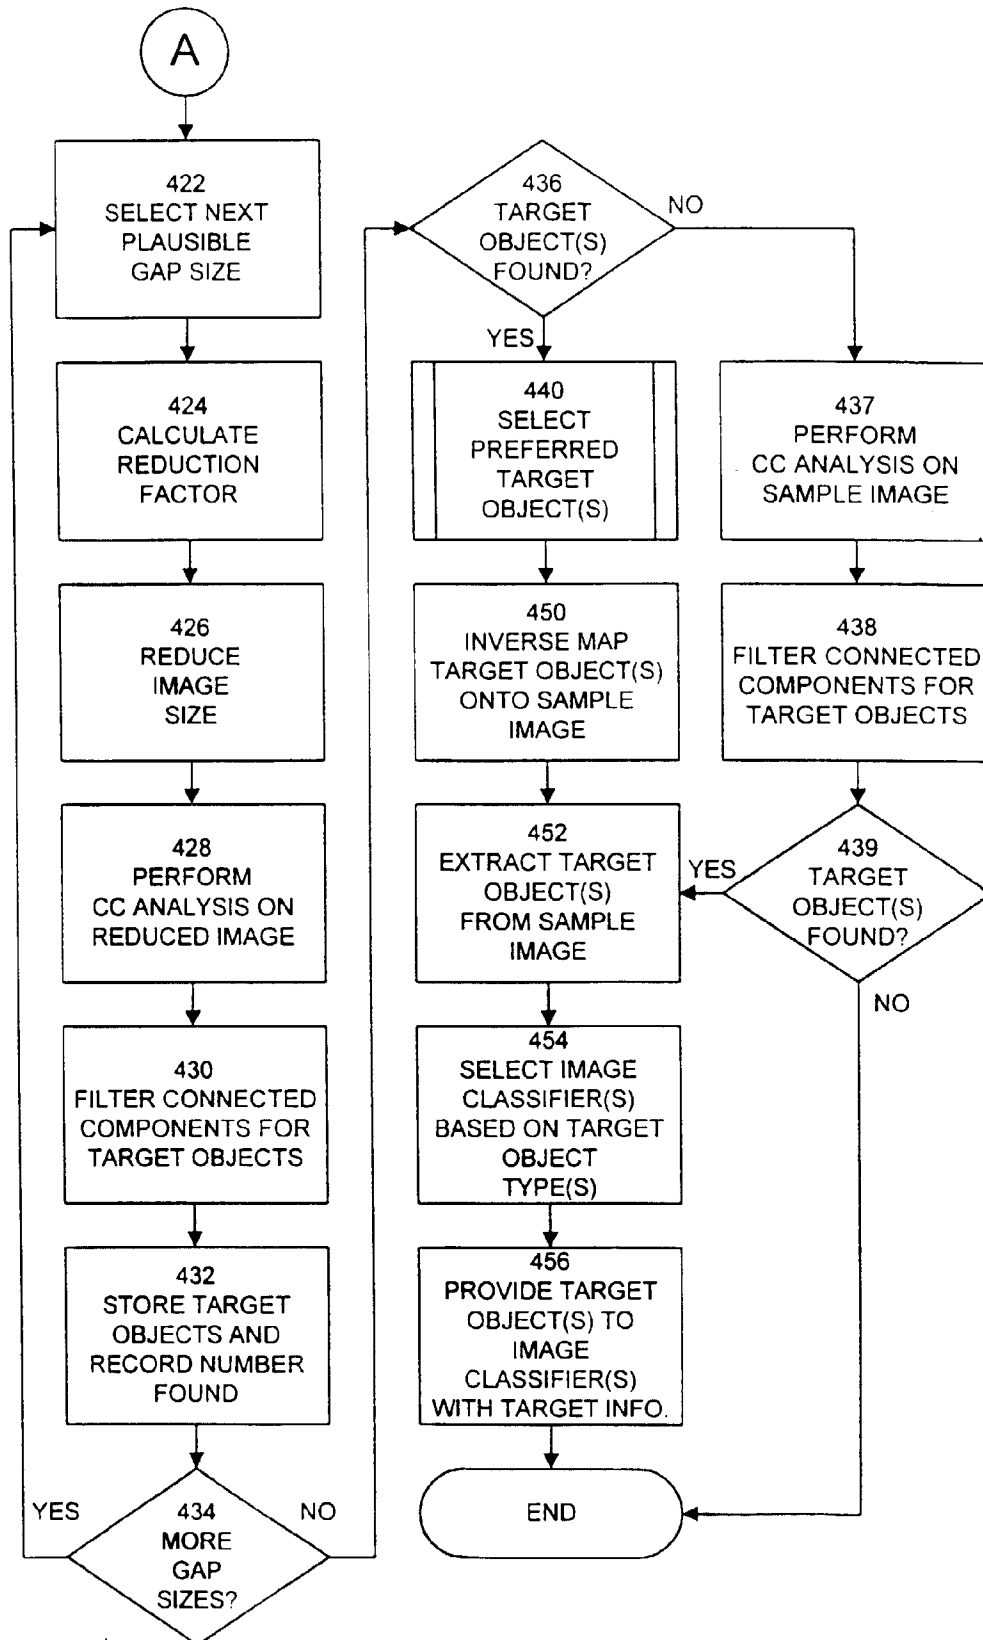 A
422
SELECT NEXT
PLAUSIBLE
GAP SIZE
424
CALCULATE
REDUCTION
FACTOR
426
REDUCE
IMAGE
SIZE
428
PERFORM
CC ANALYSIS ON
REDUCED IMAGE
430
FILTER CONNECTED
COMPONENTS FOR
TARGET OBJECTS
432
STORE TARGET
OBJECTS AND
RECORD NUMBER
FOUND
YES
434
MORE
GAP
SIZES?
NO
436
TARGET
OBJECT(S)
FOUND?
NO
YES
440
SELECT
PREFERRED
TARGET
OBJECT(S)
450
INVERSE MAP
TARGET OBJECT(S)
ONTO SAMPLE
IMAGE
452
EXTRACT TARGET
OBJECT(S)
FROM SAMPLE
IMAGE
454
SELECT IMAGE
CLASSIFIER(S)
BASED ON TARGET
OBJECT
TYPE(S)
456
PROVIDE TARGET
OBJECT(S) TO
IMAGE
CLASSIFIER(S)
WITH TARGET INFO.
END
437
PERFORM
CC ANALYSIS ON
SAMPLE IMAGE
438
FILTER CONNECTED
COMPONENTS FOR
TARGET OBJECTS
YES
439
TARGET
OBJECT(S)
FOUND?
NO